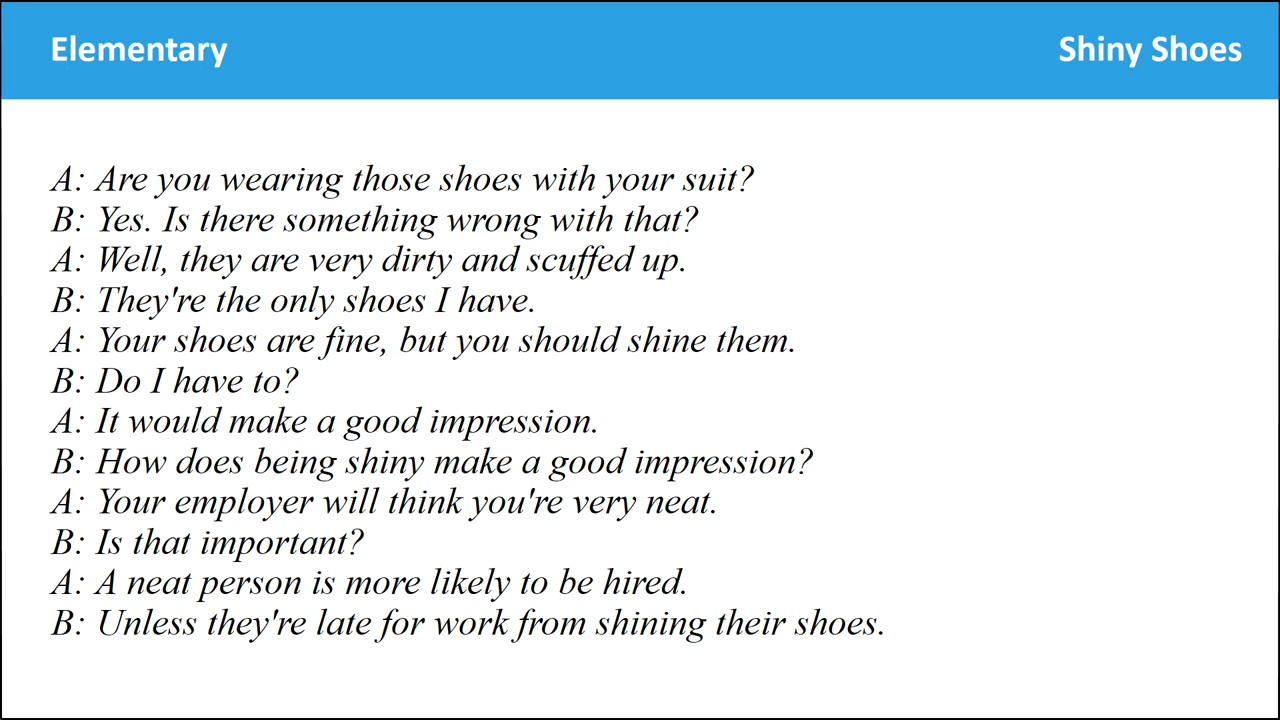 Elementary
Shiny Shoes
A: Are you wearing those shoes with your suit?
B: Yes. Is there something wrong with that?
A: Well, they are very dirty and scuffed up.
B: They're the only shoes I have.
A: Your shoes are fine, but you should shine them.
B: Do I have to?
A: It would make a good impression.
B: How does being shiny make a good impression?
A: Your employer will think you're very neat.
B: Is that important?
A: A neat person is more likely to be hired.
B: Unless they're late for work from shining their shoes.